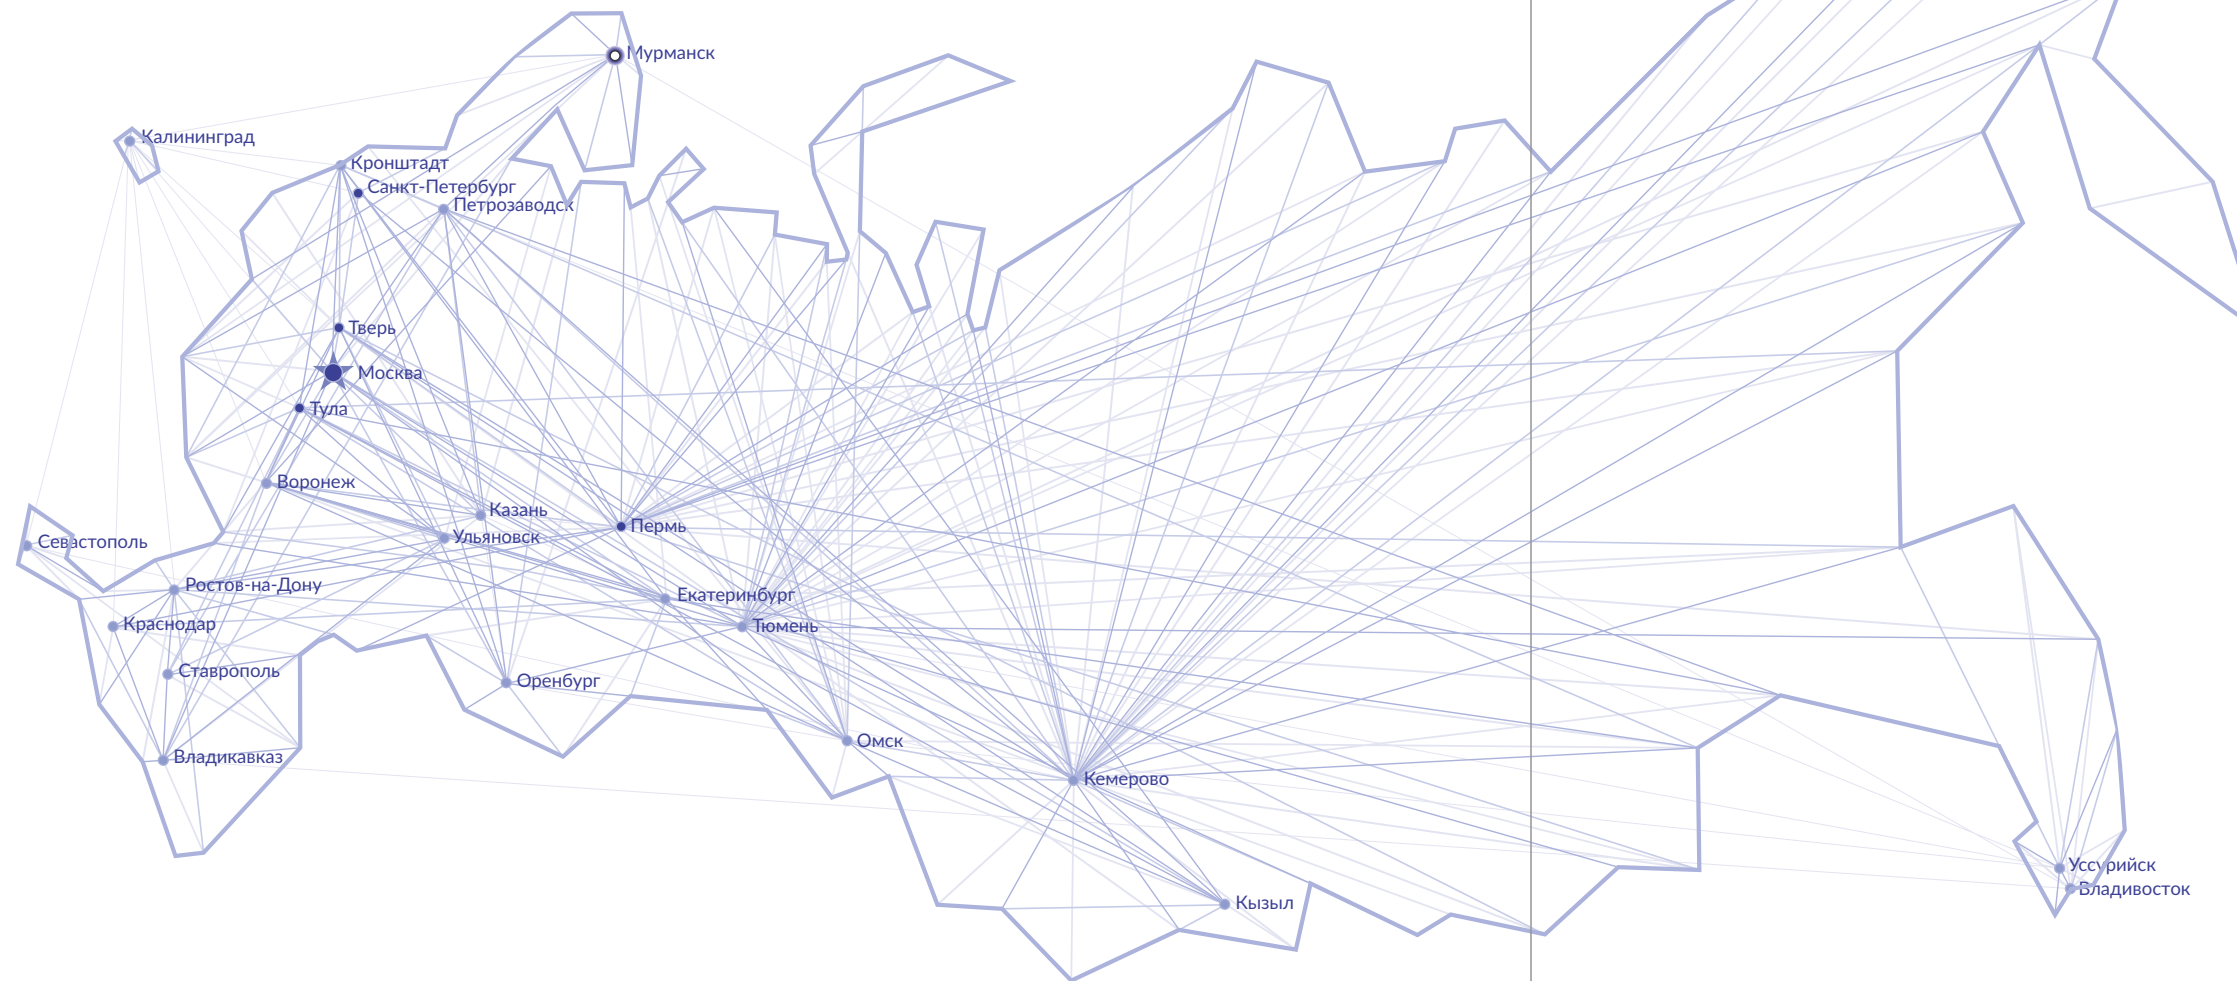 Мурманск
Калининград
Кронштадт
Санкт-Петербург
Петрозаводск
Тверь
Москва
Тула
Воронеж
Казань
Пермь
Ульяновск
Севастополь
Ростов-на-Дону
Екатеринбург
Краснодар
Тюмень
Ставрополь
Оренбург
Омск
Владикавказ
Кемерово
Уссурийск
Владивосток
Кызыл